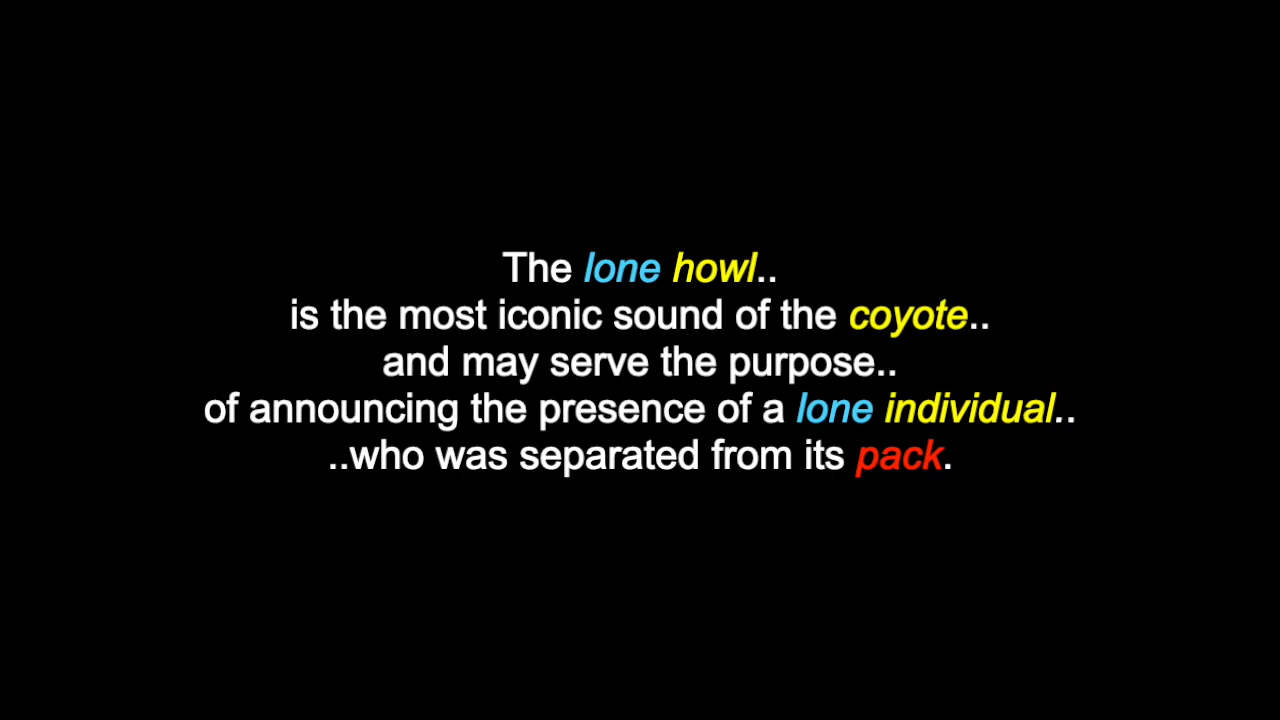 The lone howl..
is the most iconic sound of the coyote..
and may serve the purpose..
of announcing the presence of a lone individual..
..who was separated from its pack.